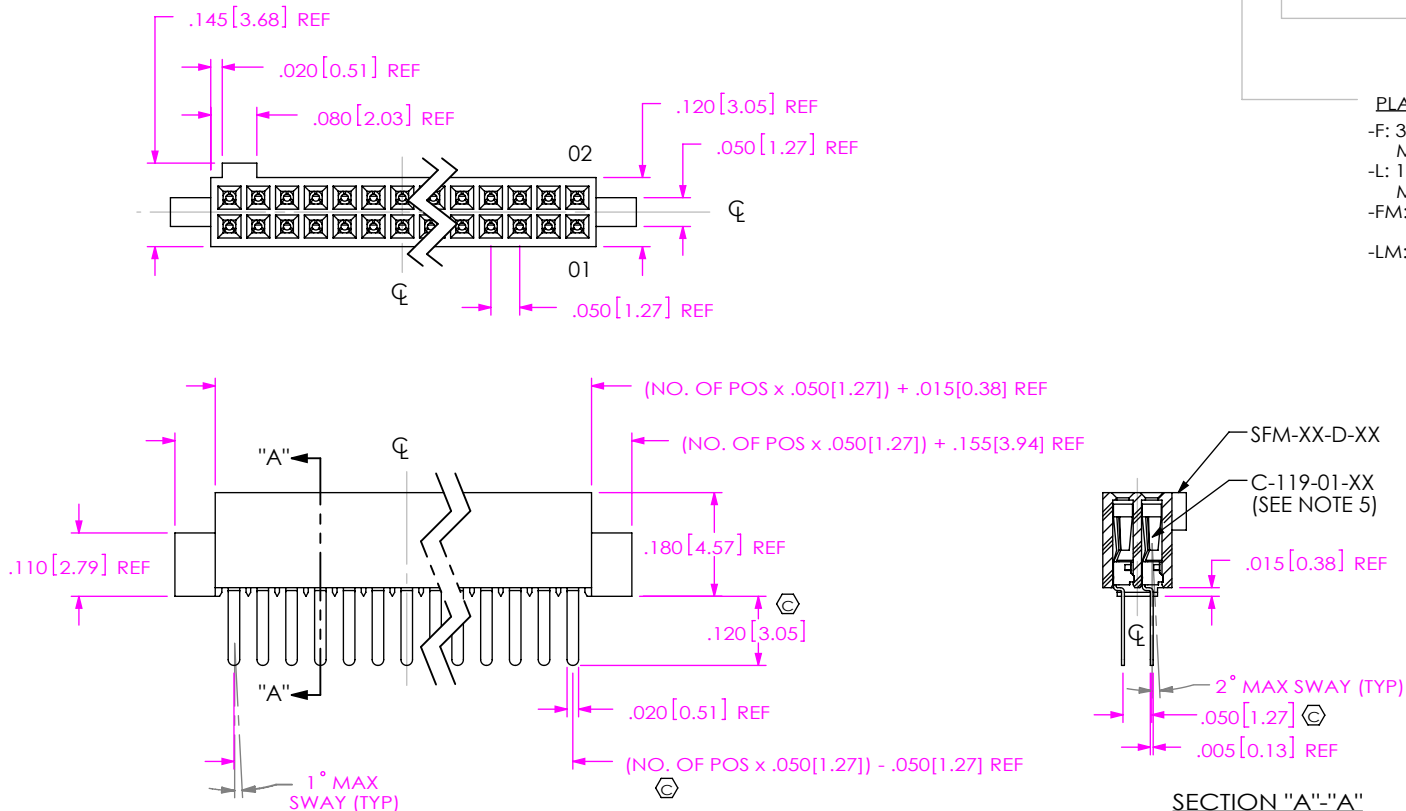 .145[3.68] REF
.020[0.51] REF
.080[2.03] REF
.120[3.05] REF
.050[1.27] REF
02
℄
01
℄
.050[1.27] REF
PLA
-F: 3
M
-L: 1
M
-FM:
-LM:
(NO. OF POS x .050[1.27]) + .015[0.38] REF
(NO. OF POS x .050[1.27]) + .155[3.94] REF
"A"
℄
.110[2.79] REF
.180[4.57] REF
C
.120[3.05]
"A"
.020[0.51] REF
(NO. OF POS x .050[1.27]) - .050[1.27] REF
C
1° MAX
SWAY (TYP)
SFM-XX-D-XX
C-119-01-XX
(SEE NOTE 5)
.015[0.38] REF
℄
2° MAX SWAY (TYP)
.050[1.27] C
.005[0.13] REF
SECTION "A"-"A"